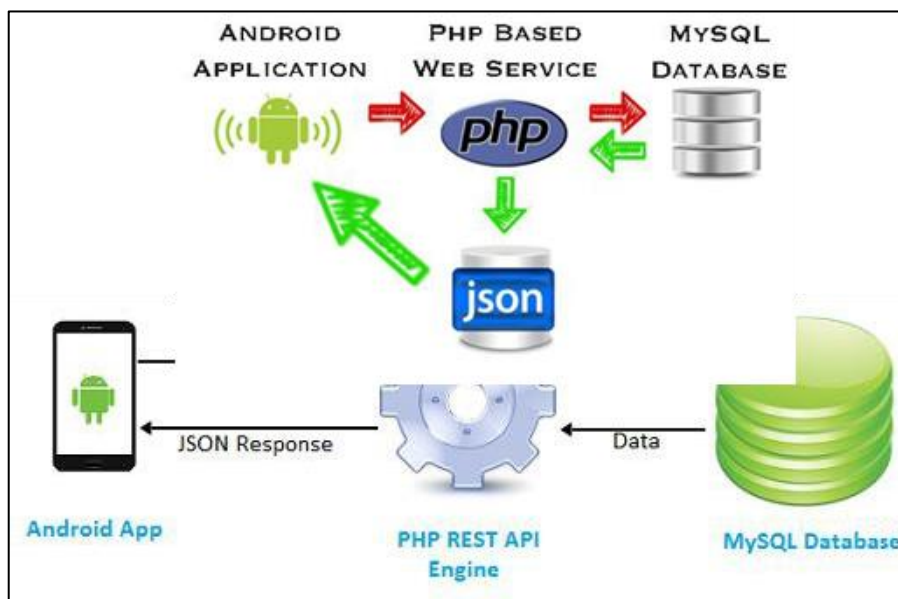 ANDROID
APPLICATION
PHP BASED
WEB SERVICE
MYSQL
DATABASE
php
json
JSON Response
Data
Android App
PHP REST API
Engine
MySQL Database